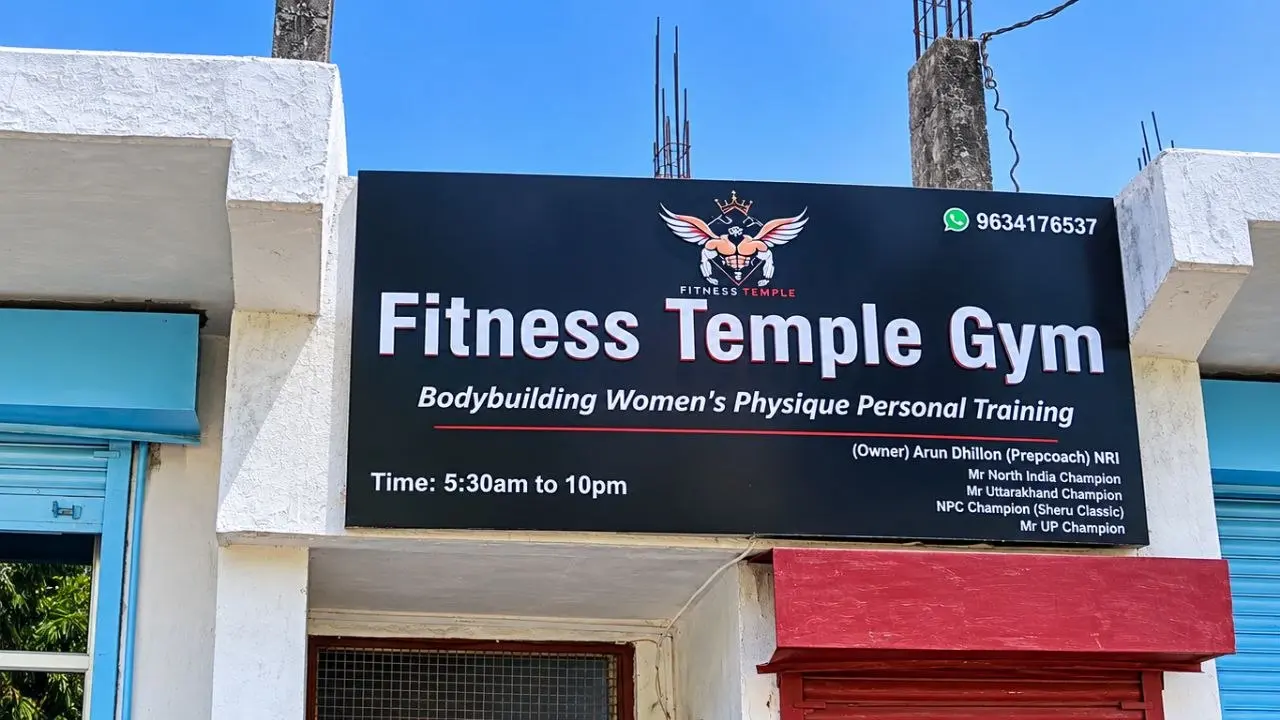 FITNESS TEMPLE
9634176537
Fitness Temple Gym
Bodybuilding Women's Physique Personal Training
(Owner) Arun Dhillon (Prepcoach) NRI
Mr North India Champion
Mr Uttarakhand Champion
NPC Champion (Sheru Classic)
Mr UP Champion
Time: 5:30am to 10pm